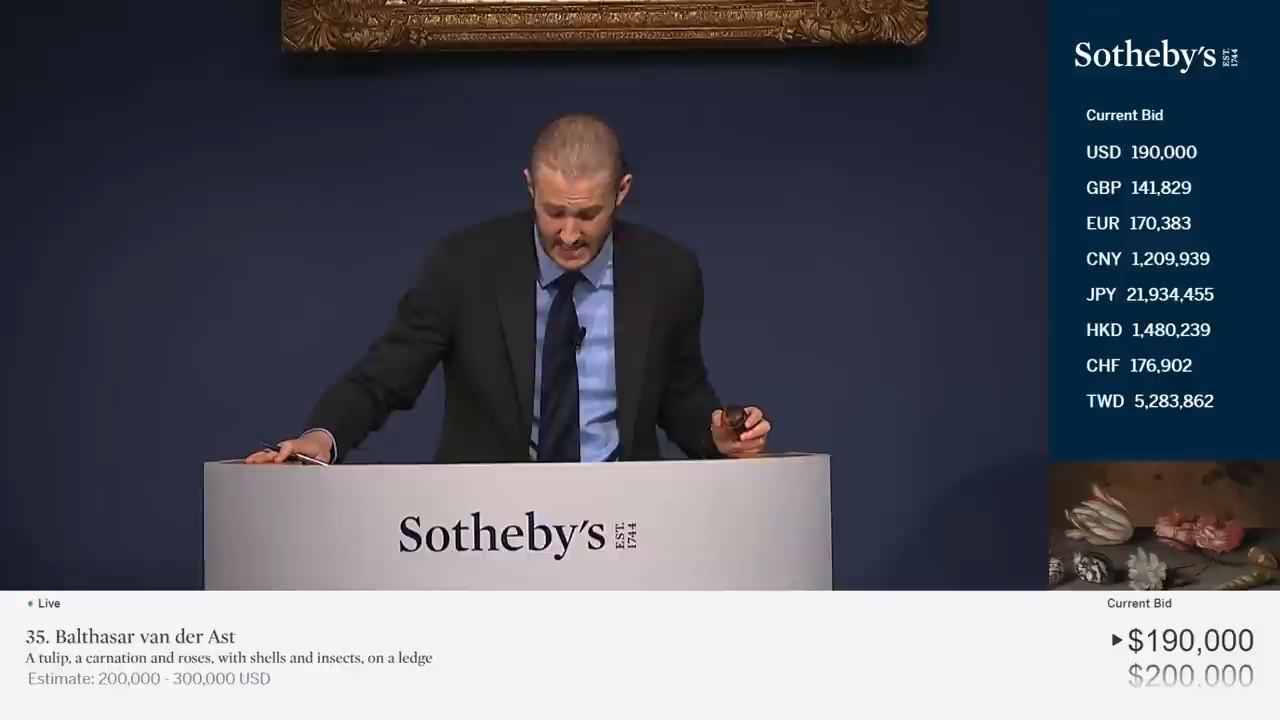 Sotheby's EST. 1744
Current Bid
USD 190,000
GBP 141,829
EUR 170,383
CNY 1,209,939
JPY 21,934,455
HKD 1,480,239
CHF 176,902
TWD 5,283,862
Sotheby's EST. 1744
Live
35. Balthasar van der Ast
A tulip, a carnation and roses, with shells and insects, on a ledge
Estimate: 200,000 - 300,000 USD
Current Bid
$190,000
$200,000